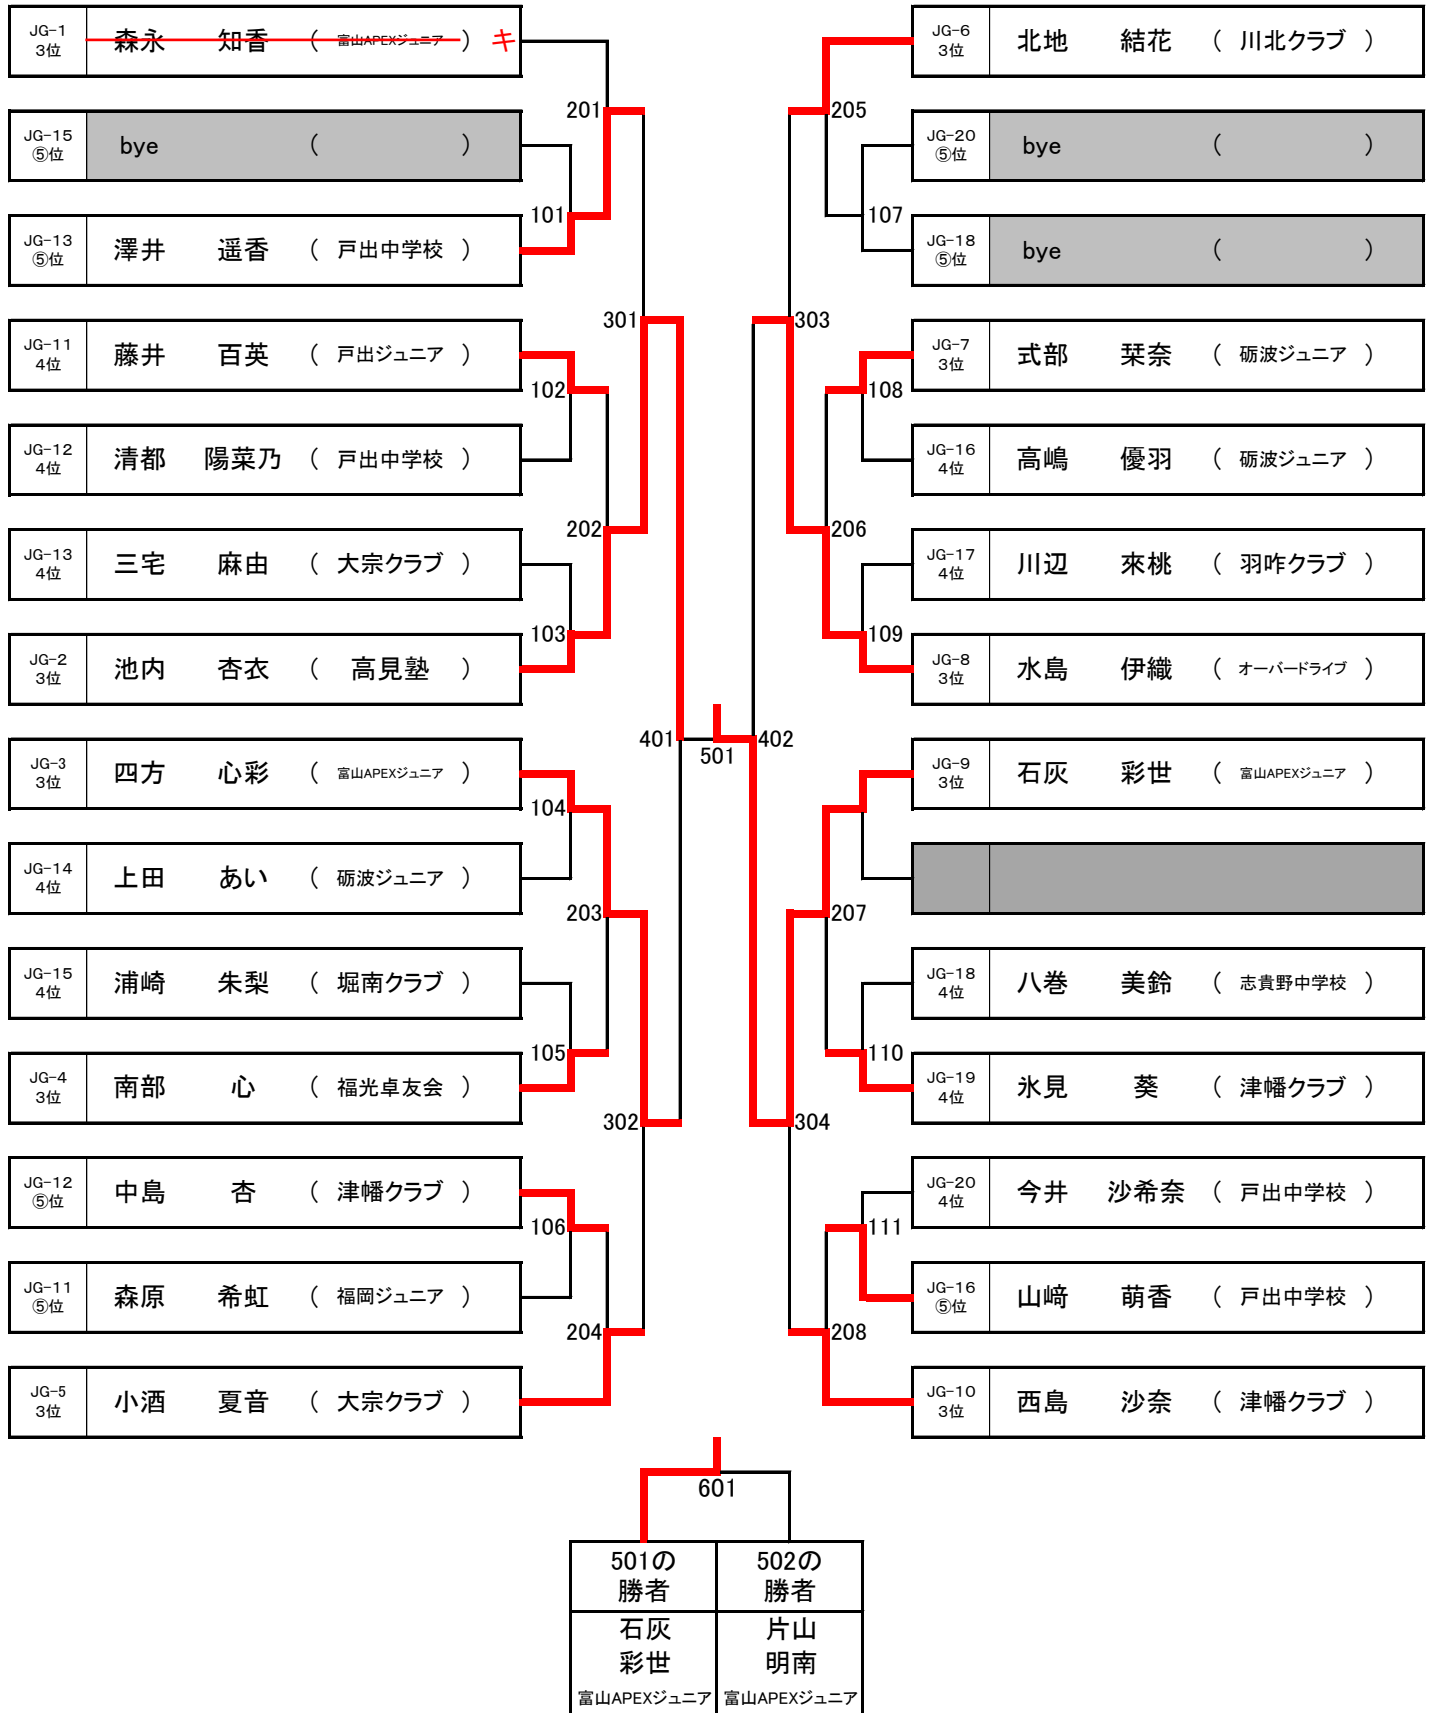 JG-1
3位
森永 知香 ( 富山APEXジュニア ) キ
JG-15
⑤位
bye ( )
JG-13
⑤位
澤井 遥香 ( 戸出中学校 )
JG-11
4位
藤井 百英 ( 戸出ジュニア )
JG-12
4位
清都 陽菜乃 ( 戸出中学校 )
JG-13
4位
三宅 麻由 ( 大宗クラブ )
JG-2
3位
池内 杏衣 ( 高見塾 )
JG-3
3位
四方 心彩 ( 富山APEXジュニア )
JG-14
4位
上田 あい ( 砺波ジュニア )
JG-15
4位
浦崎 朱梨 ( 堀南クラブ )
JG-4
3位
南部 心 ( 福光卓友会 )
JG-12
⑤位
中島 杏 ( 津幡クラブ )
JG-11
⑤位
森原 希虹 ( 福岡ジュニア )
JG-5
3位
小酒 夏音 ( 大宗クラブ )
201
101
301
102
202
103
401
104
203
105
302
106
204
501
205
107
303
108
206
109
402
207
110
304
111
208
JG-6
3位
北地 結花 ( 川北クラブ )
JG-20
⑤位
bye ( )
JG-18
⑤位
bye ( )
JG-7
3位
式部 栞奈 ( 砺波ジュニア )
JG-16
4位
高嶋 優羽 ( 砺波ジュニア )
JG-17
4位
川辺 來桃 ( 羽咋クラブ )
JG-8
3位
水島 伊織 ( オーバードライブ )
JG-9
3位
石灰 彩世 ( 富山APEXジュニア )
JG-18
4位
八巻 美鈴 ( 志貴野中学校 )
JG-19
4位
氷見 葵 ( 津幡クラブ )
JG-20
4位
今井 沙希奈 ( 戸出中学校 )
JG-16
⑤位
山﨑 萌香 ( 戸出中学校 )
JG-10
3位
西島 沙奈 ( 津幡クラブ )
601
501の
勝者
石灰
彩世
富山APEXジュニア
502の
勝者
片山
明南
富山APEXジュニア